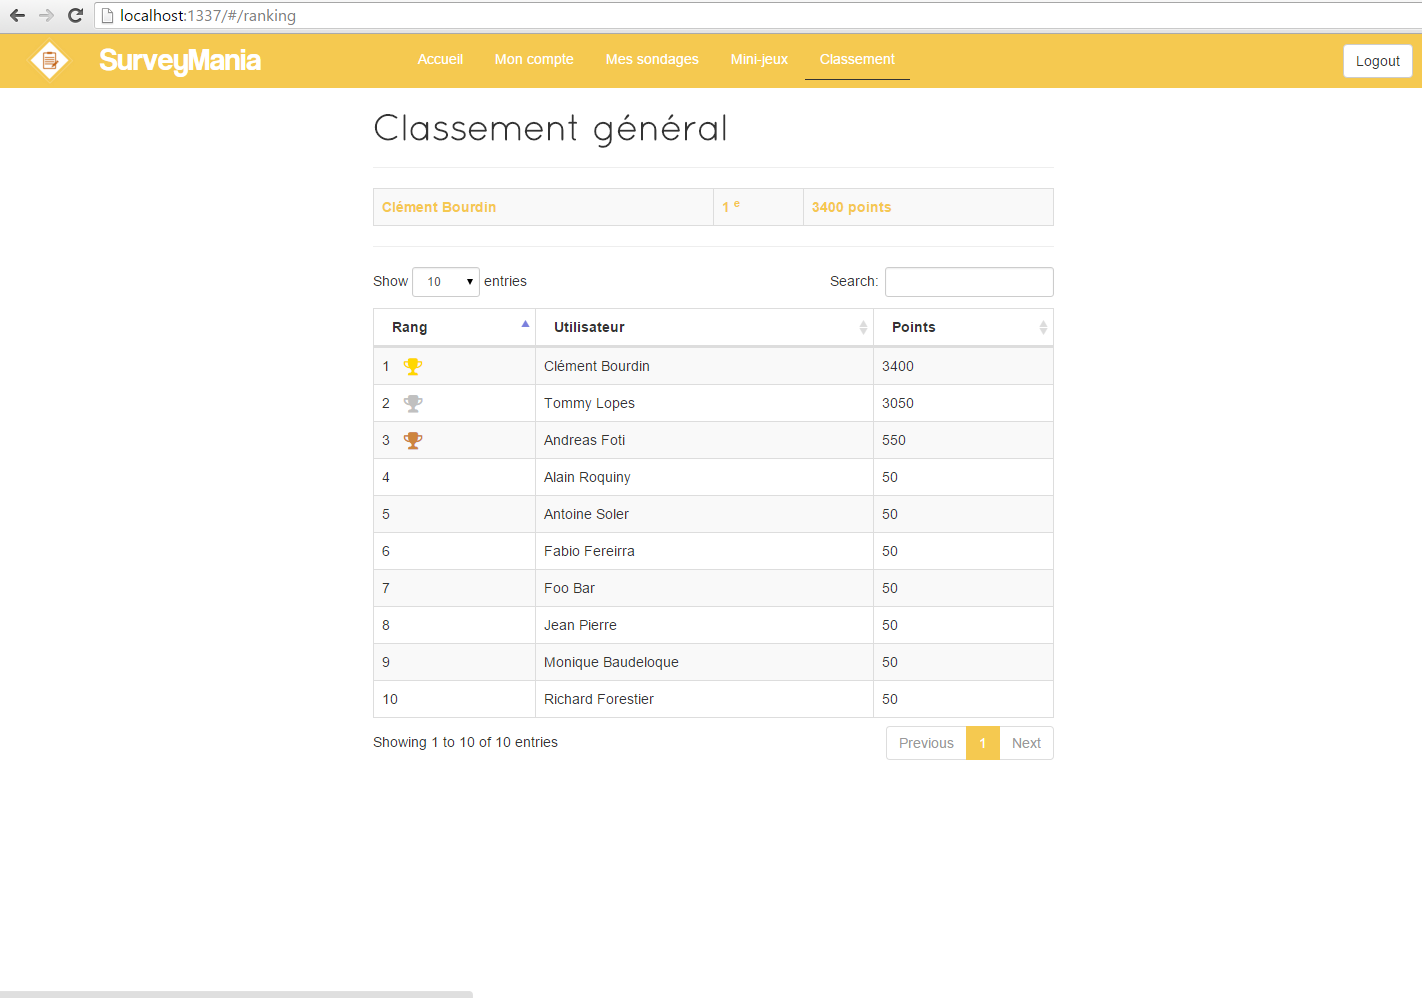 localhost:1337/#/ranking
SurveyMania Accueil Mon compte Mes sondages Mini-jeux Classement Logout
Classement général
Clément Bourdin 1 e 3400 points
Show 10 entries Search:
Rang Utilisateur Points
1 Clément Bourdin 3400
2 Tommy Lopes 3050
3 Andreas Foti 550
4 Alain Roquiny 50
5 Antoine Soler 50
6 Fabio Fereirra 50
7 Foo Bar 50
8 Jean Pierre 50
9 Monique Baudeloque 50
10 Richard Forestier 50
Showing 1 to 10 of 10 entries Previous 1 Next